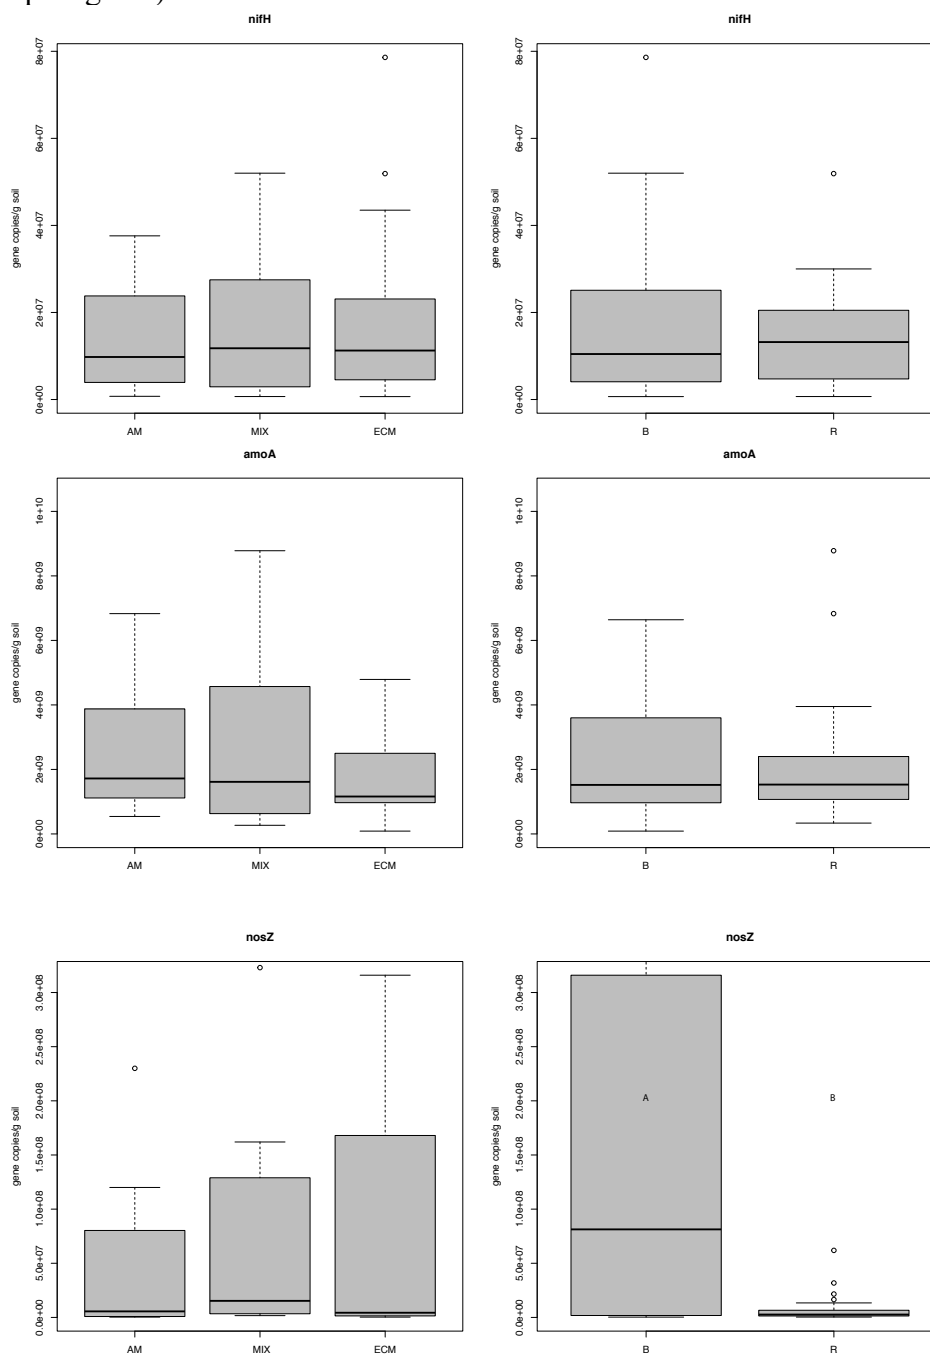 nifH
8e+07
6e+07
4e+07
2e+07
0e+00
gene copies/g soil
AM MIX ECM
nifH
8e+07
6e+07
4e+07
2e+07
0e+00
gene copies/g soil
B R
amoA
1e+10
8e+09
6e+09
4e+09
2e+09
0e+00
gene copies/g soil
AM MIX ECM
amoA
1e+10
8e+09
6e+09
4e+09
2e+09
0e+00
gene copies/g soil
B R
nosZ
3.0e+08
2.5e+08
2.0e+08
1.5e+08
1.0e+08
5.0e+07
0.0e+00
gene copies/g soil
AM MIX ECM
nosZ
3.0e+08
2.5e+08
2.0e+08
1.5e+08
1.0e+08
5.0e+07
0.0e+00
gene copies/g soil
A B
B R